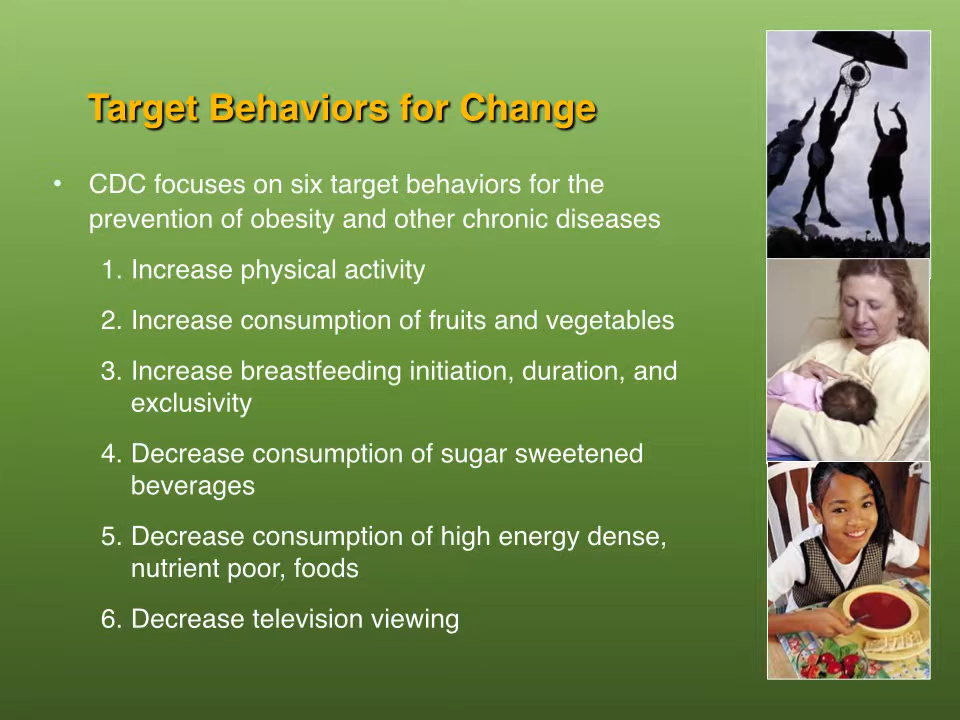 Target Behaviors for Change
• CDC focuses on six target behaviors for the
prevention of obesity and other chronic diseases
1. Increase physical activity
2. Increase consumption of fruits and vegetables
3. Increase breastfeeding initiation, duration, and
exclusivity
4. Decrease consumption of sugar sweetened
beverages
5. Decrease consumption of high energy dense,
nutrient poor, foods
6. Decrease television viewing